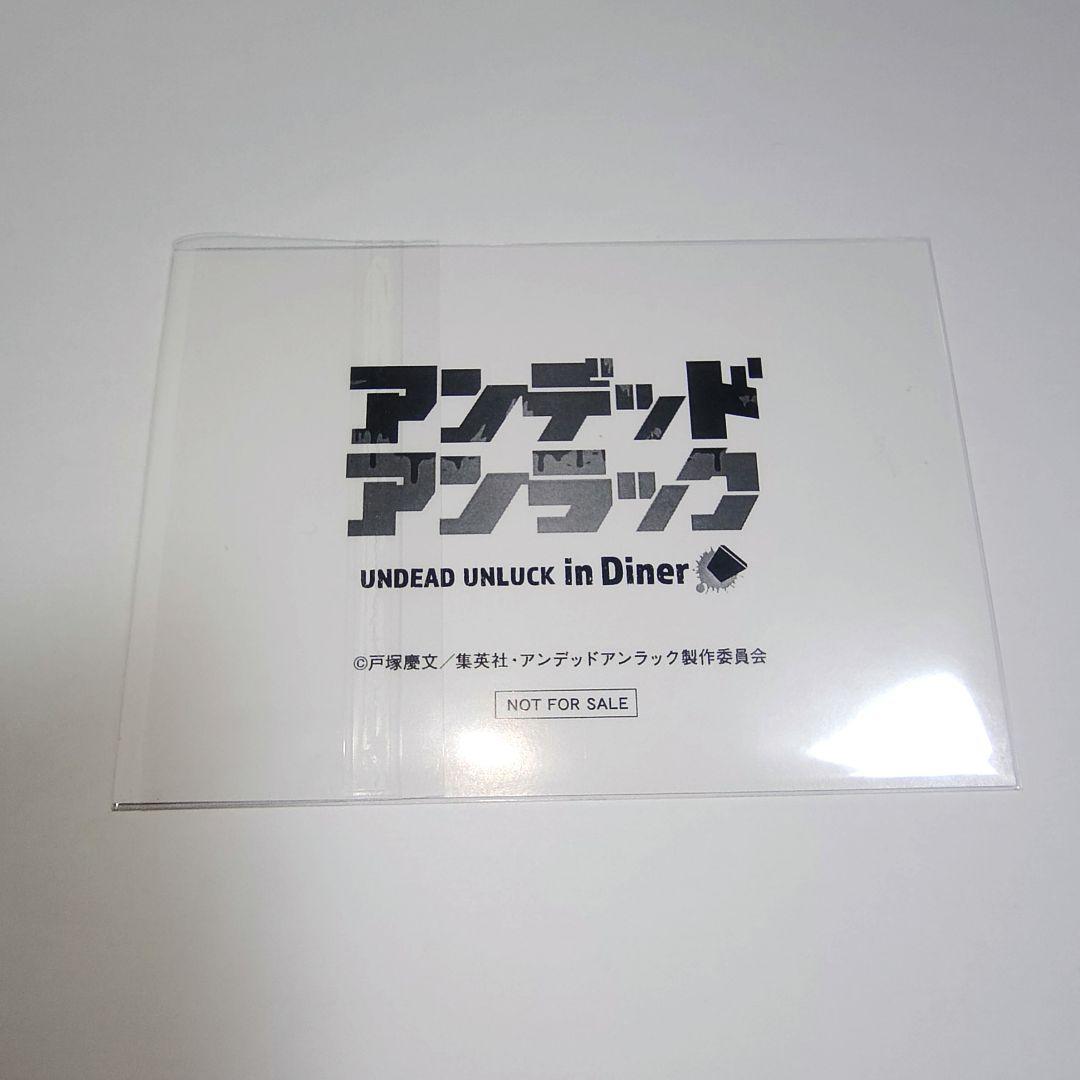 アンデッド
アンラック
UNDEAD UNLUCK in Diner
©戸塚慶文／集英社・アンデッドアンラック製作委員会
NOT FOR SALE